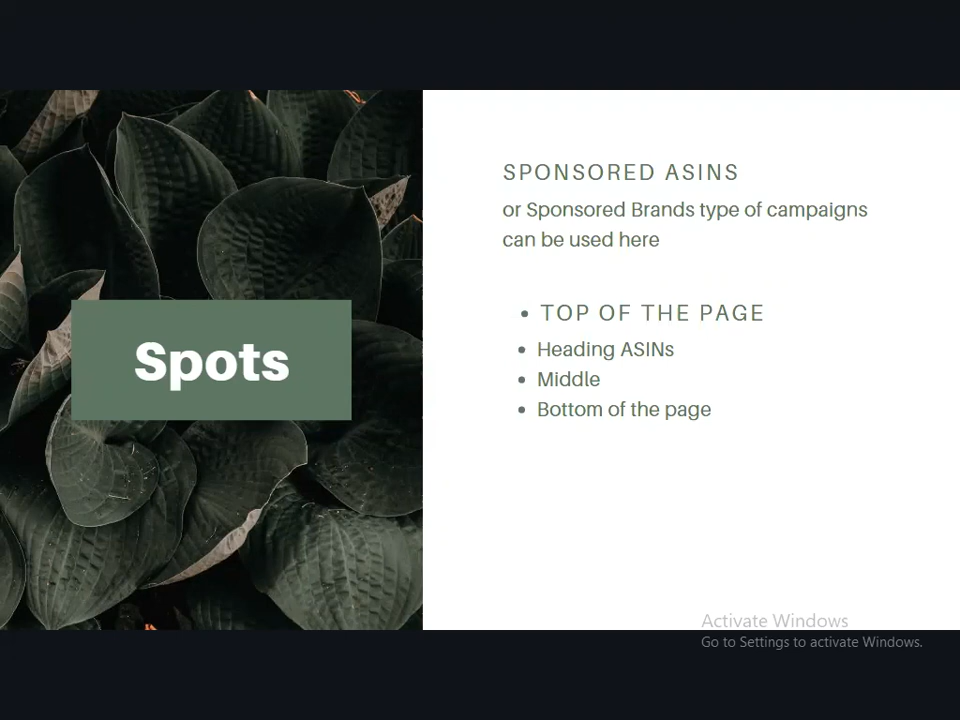 Spots
SPONSORED ASINS
or Sponsored Brands type of campaigns
can be used here
• TOP OF THE PAGE
• Heading ASINs
• Middle
• Bottom of the page
Activate Windows
Go to Settings to activate Windows.